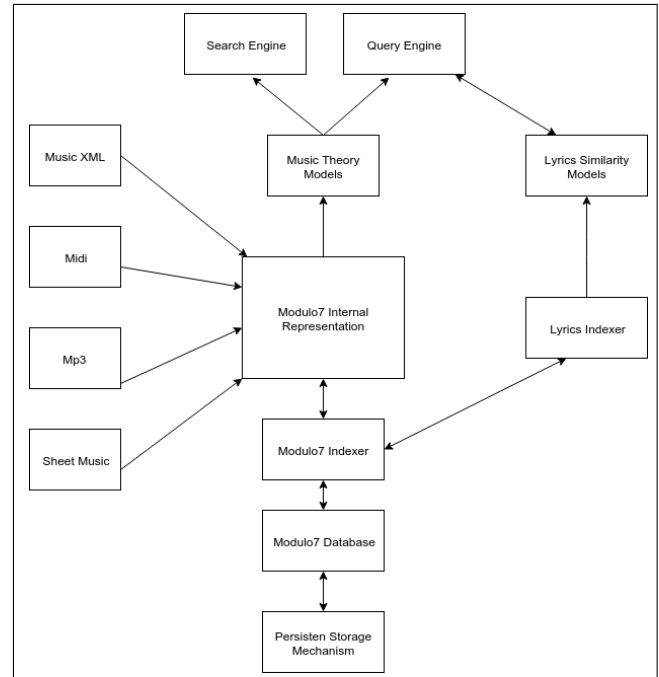 Search Engine
Query Engine
Music XML
Music Theory
Models
Lyrics Similarity
Models
Midi
Modulo7 Internal
Representation
Lyrics Indexer
Mp3
Sheet Music
Modulo7 Indexer
Modulo7 Database
Persisten Storage
Mechanism